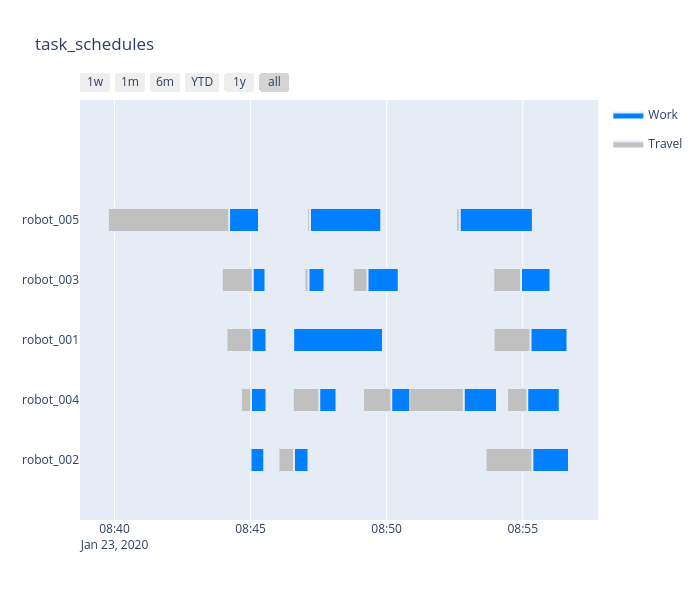 task_schedules
1w 1m 6m YTD 1y all
Work
Travel
robot_005
robot_003
robot_001
robot_004
robot_002
08:40 08:45 08:50 08:55
Jan 23, 2020